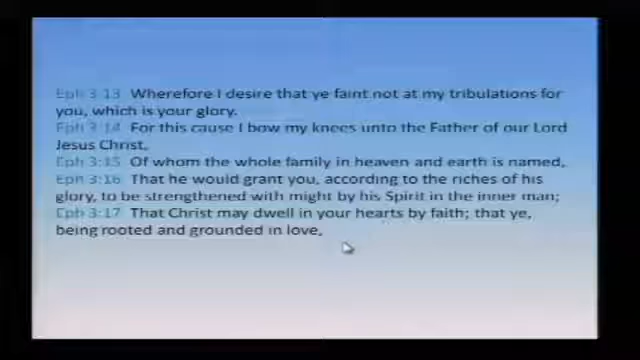 Eph 3:13 Wherefore I desire that ye faint not at my tribulations for
you, which is your glory.
Eph 3:14 For this cause I bow my knees unto the Father of our Lord
Jesus Christ,
Eph 3:15 Of whom the whole family in heaven and earth is named,
Eph 3:16 That he would grant you, according to the riches of his
glory, to be strengthened with might by his Spirit in the inner man;
Eph 3:17 That Christ may dwell in your hearts by faith; that ye,
being rooted and grounded in love,